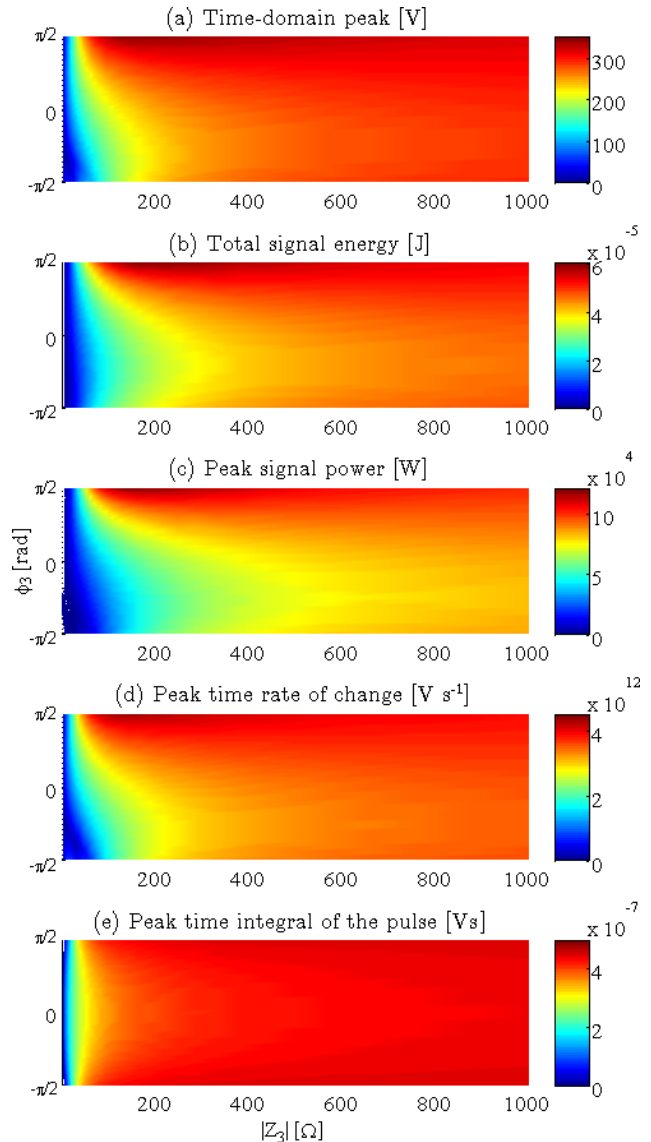 (a) Time-domain peak [V]
π/2
0
-π/2
200 400 600 800 1000
300
200
100
0
(b) Total signal energy [J]
x 10^-5
π/2
0
-π/2
200 400 600 800 1000
6
4
2
0
(c) Peak signal power [W]
x 10^4
ϕ_3 [rad]
π/2
0
-π/2
200 400 600 800 1000
10
5
0
(d) Peak time rate of change [V s^-1]
x 10^12
π/2
0
-π/2
200 400 600 800 1000
4
2
0
(e) Peak time integral of the pulse [Vs]
x 10^-7
π/2
0
-π/2
200 400 600 800 1000
4
2
0
|Z_3| [Ω]